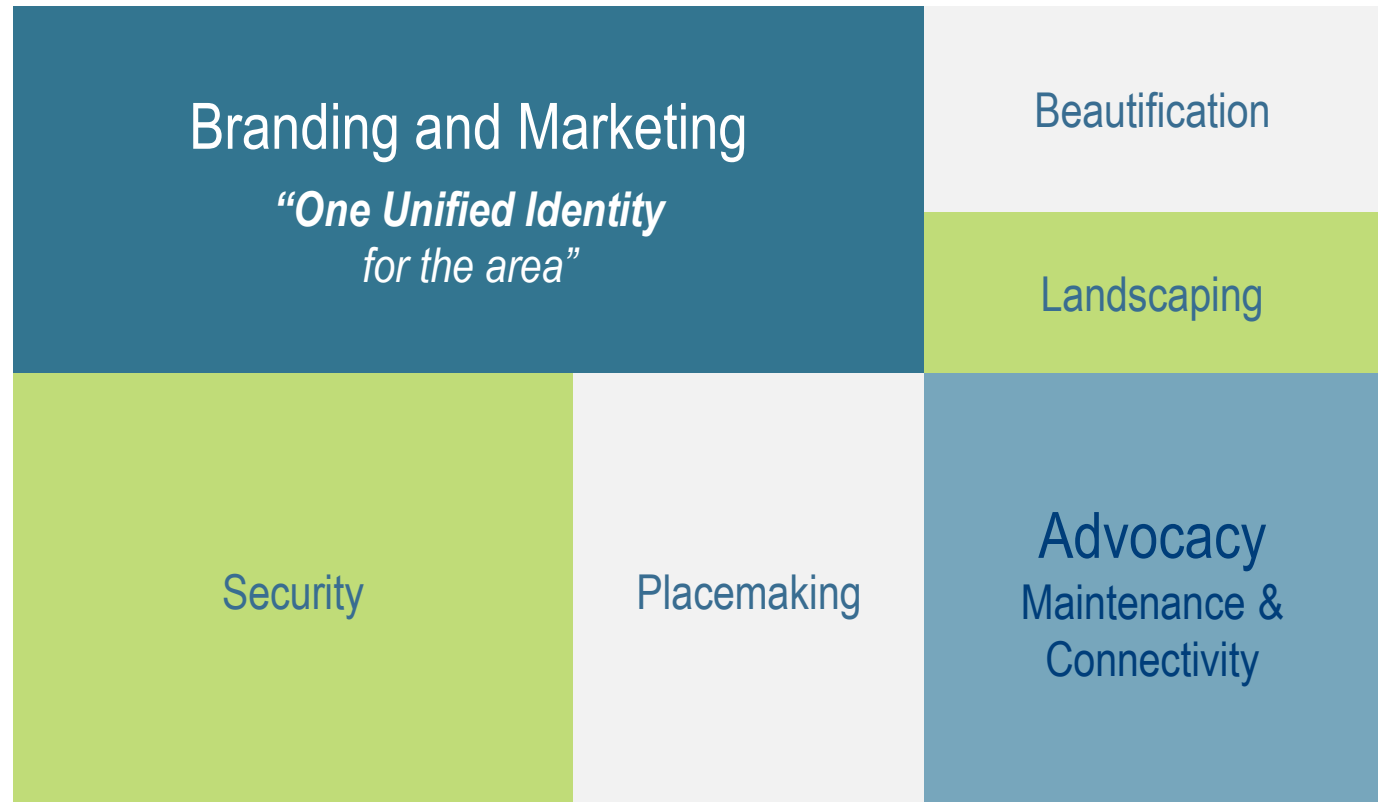 Branding and Marketing
“One Unified Identity
for the area”
Beautification
Landscaping
Security
Placemaking
Advocacy
Maintenance &
Connectivity